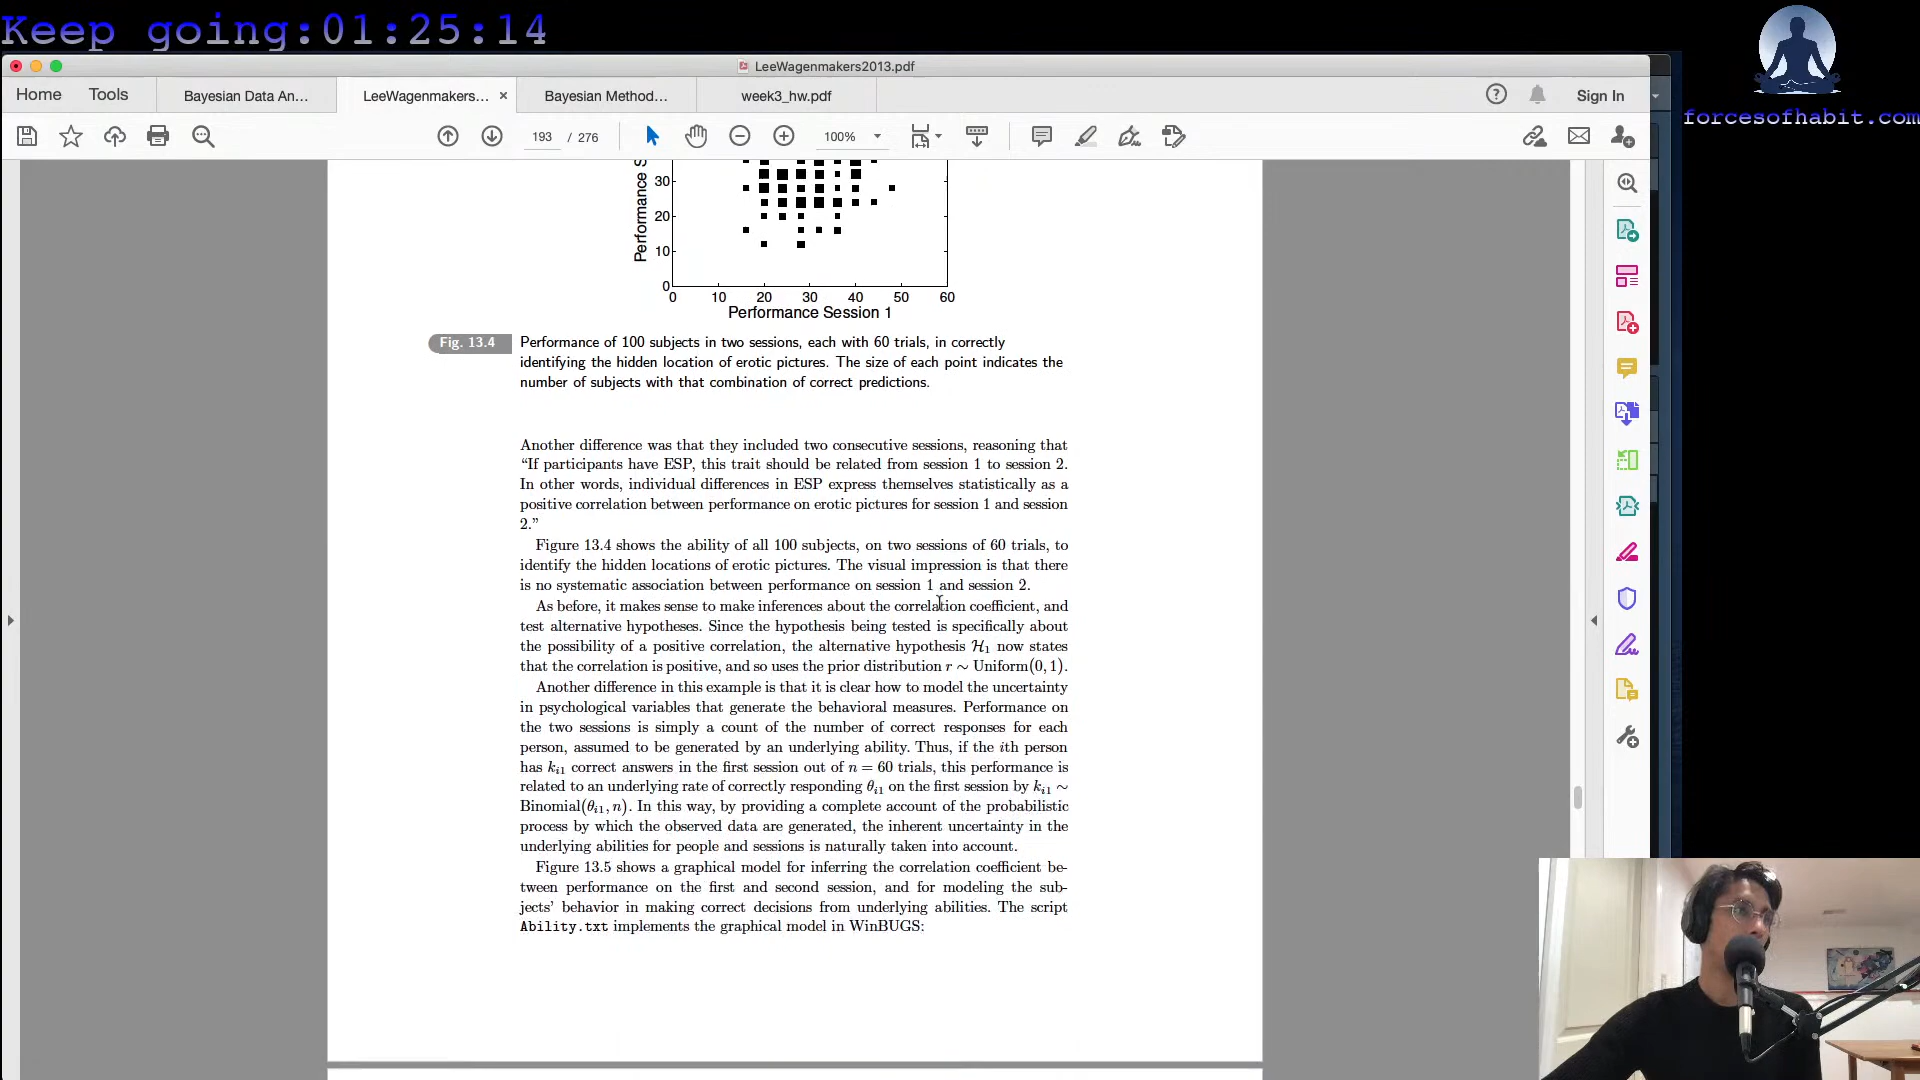 Keep going:01:25:14
forcesofhabit.com
LeeWagenmakers2013.pdf
Home
Tools
Bayesian Data An...
LeeWagenmakers... ×
Bayesian Method...
week3_hw.pdf
Sign In
193 / 276
100%
Performance S
30
20
10
0
0 10 20 30 40 50 60
Performance Session 1
Fig. 13.4
Performance of 100 subjects in two sessions, each with 60 trials, in correctly
identifying the hidden location of erotic pictures. The size of each point indicates the
number of subjects with that combination of correct predictions.
Another difference was that they included two consecutive sessions, reasoning that
“If participants have ESP, this trait should be related from session 1 to session 2.
In other words, individual differences in ESP express themselves statistically as a
positive correlation between performance on erotic pictures for session 1 and session
2.”
Figure 13.4 shows the ability of all 100 subjects, on two sessions of 60 trials, to
identify the hidden locations of erotic pictures. The visual impression is that there
is no systematic association between performance on session 1 and session 2.
As before, it makes sense to make inferences about the correlation coefficient, and
test alternative hypotheses. Since the hypothesis being tested is specifically about
the possibility of a positive correlation, the alternative hypothesis H₁ now states
that the correlation is positive, and so uses the prior distribution r ∼ Uniform(0, 1).
Another difference in this example is that it is clear how to model the uncertainty
in psychological variables that generate the behavioral measures. Performance on
the two sessions is simply a count of the number of correct responses for each
person, assumed to be generated by an underlying ability. Thus, if the ith person
has kᵢ₁ correct answers in the first session out of n = 60 trials, this performance is
related to an underlying rate of correctly responding θᵢ₁ on the first session by kᵢ₁ ∼
Binomial(θᵢ₁, n). In this way, by providing a complete account of the probabilistic
process by which the observed data are generated, the inherent uncertainty in the
underlying abilities for people and sessions is naturally taken into account.
Figure 13.5 shows a graphical model for inferring the correlation coefficient be-
tween performance on the first and second session, and for modeling the sub-
jects’ behavior in making correct decisions from underlying abilities. The script
Ability.txt implements the graphical model in WinBUGS: